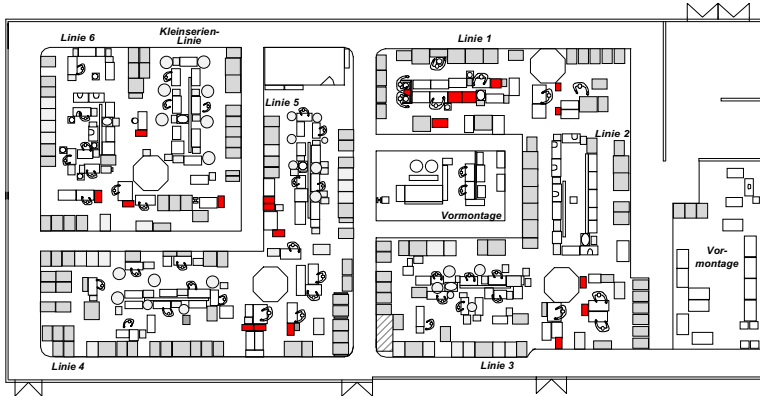 Linie 6
Kleinserien-
Linie
Linie 1
Linie 5
Linie 2
Vormontage
Vor-
montage
Linie 4
Linie 3